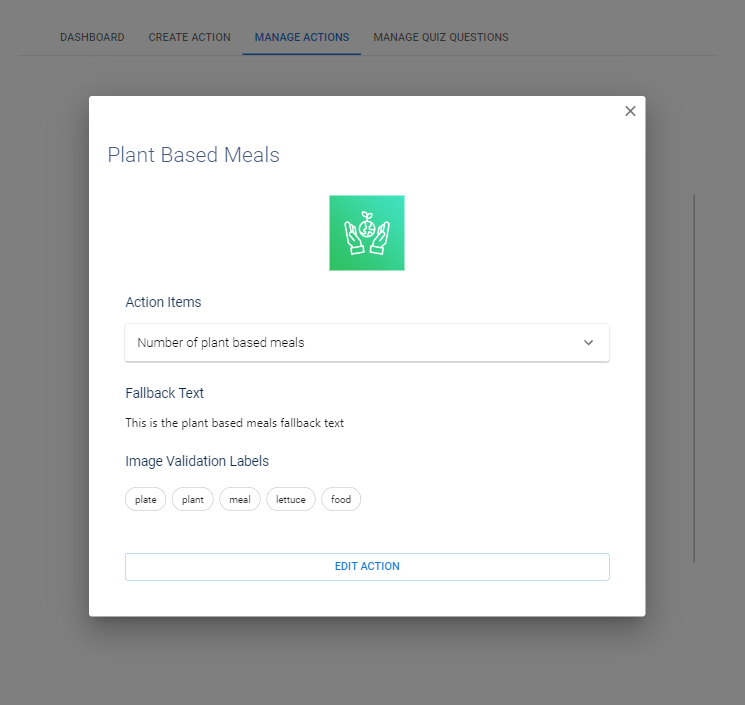 DASHBOARD CREATE ACTION MANAGE ACTIONS MANAGE QUIZ QUESTIONS
Plant Based Meals
Action Items
Number of plant based meals
Fallback Text
This is the plant based meals fallback text
Image Validation Labels
plate plant meal lettuce food
EDIT ACTION